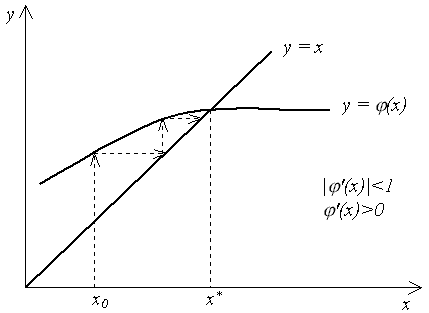 y
y = x
y = φ(x)
|φ'(x)|<1
φ'(x)>0
x₀
x*
x